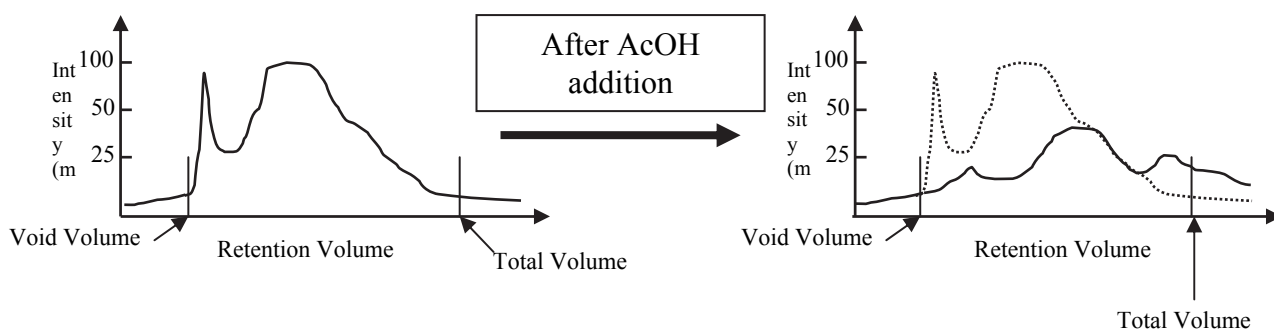 Int
en
sit
y
(m
100
50
25
Void Volume
Retention Volume
Total Volume
After AcOH
addition
Int
en
sit
y
(m
100
50
25
Void Volume
Retention Volume
Total Volume